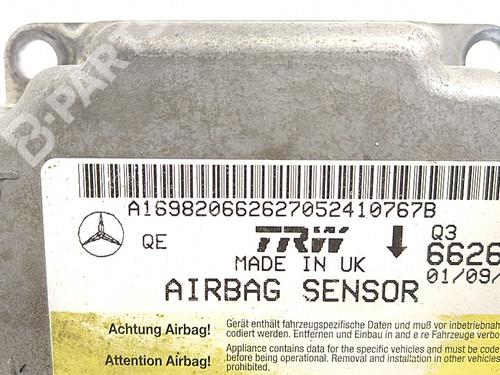 B-PARTS
A169820662627052410767B
QE
TRW
Q3
6626
MADE IN UK
01/09/
AIRBAG SENSOR
Achtung Airbag!
Gerät enthält fahrzeugspezifische Daten und muß vor inbetriebnah
codiert werden. Entfernen und Einbau in and e re Fahrzeuge verbo
Attention Airbag!
Appliance contains data for the specific vehicles and must be code
before being operational. Removal and installation in other vehicles
prohibited.